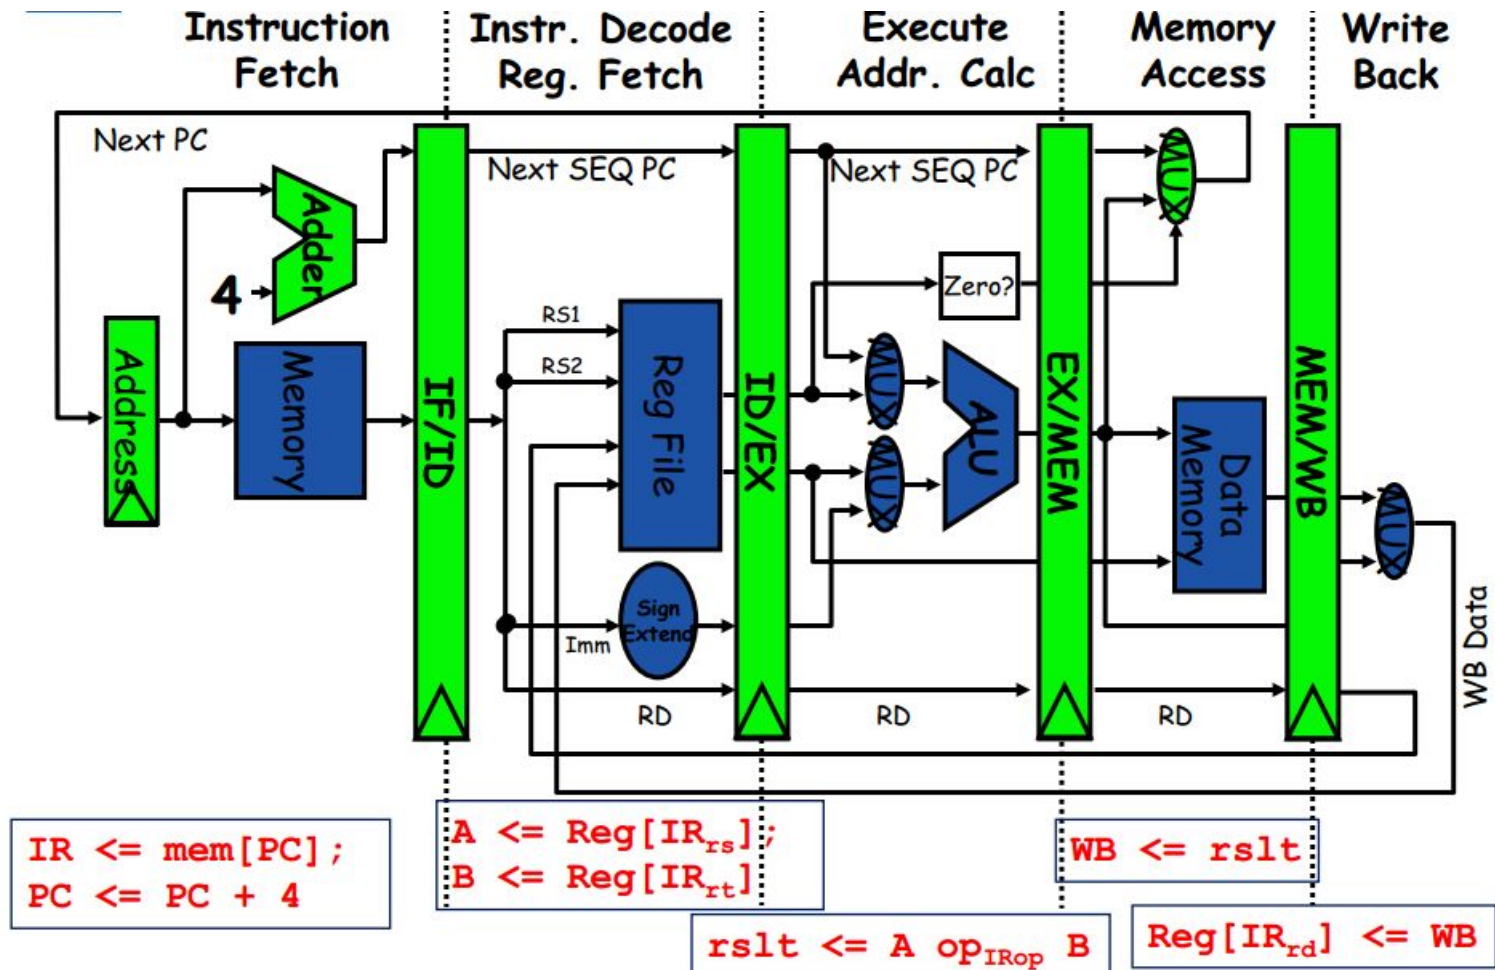 Instruction
Fetch
Instr. Decode
Reg. Fetch
Execute
Addr. Calc
Memory
Access
Write
Back
Next PC
Next SEQ PC
Next SEQ PC
MUX
Adder
4
Zero?
RS1
RS2
Address
Memory
IF/ID
Reg File
ID/EX
MUX
MUX
ALU
EX/MEM
Data
Memory
MEM/WB
MUX
Sign
Extend
Imm
RD
RD
RD
WB Data
IR <= mem[PC];
PC <= PC + 4
A <= Reg[IRrs];
B <= Reg[IRrt]
rslt <= A opIRop B
WB <= rslt
Reg[IRrd] <= WB